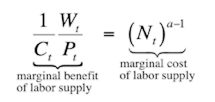 1/C_t W_t/P_t = (N_t)^{a-1}
marginal benefit of labor supply
marginal cost of labor supply